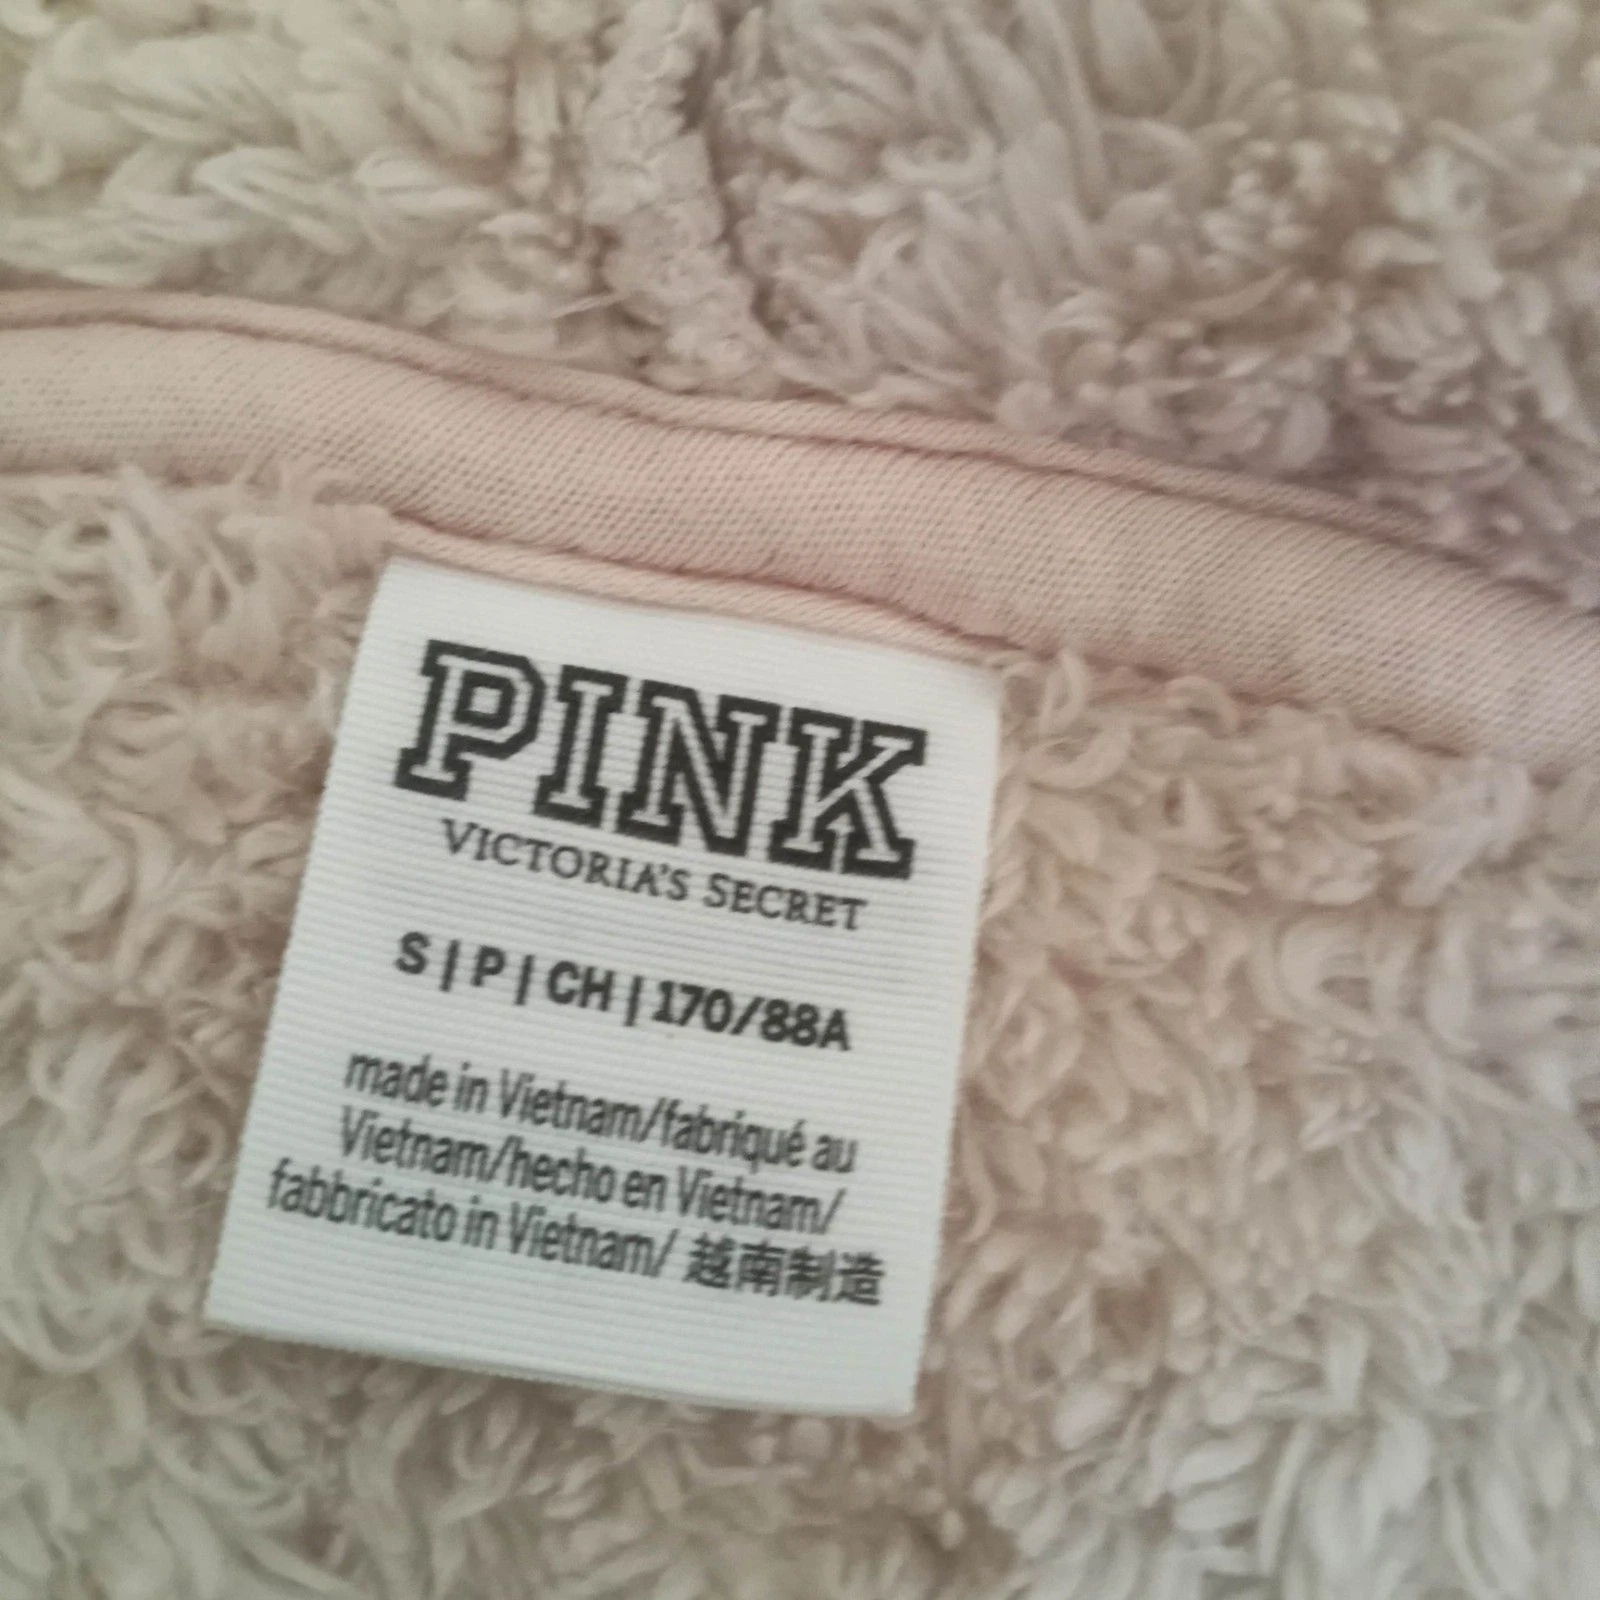 PINK
VICTORIA'S SECRET
S | P | CH | 170/88A
made in Vietnam/fabriqué au
Vietnam/hecho en Vietnam/
fabbricato in Vietnam/ 越南制造